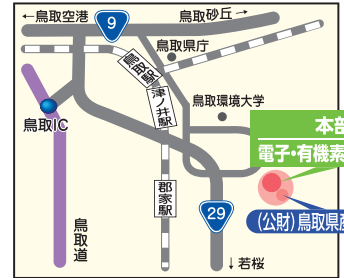 ←鳥取空港
9
鳥取砂丘→
鳥取県庁
鳥取駅
津ノ井駅
鳥取環境大学
鳥取IC
本部
電子・有機素
郡家駅
29
(公財)鳥取県産
鳥取道
↓若桜